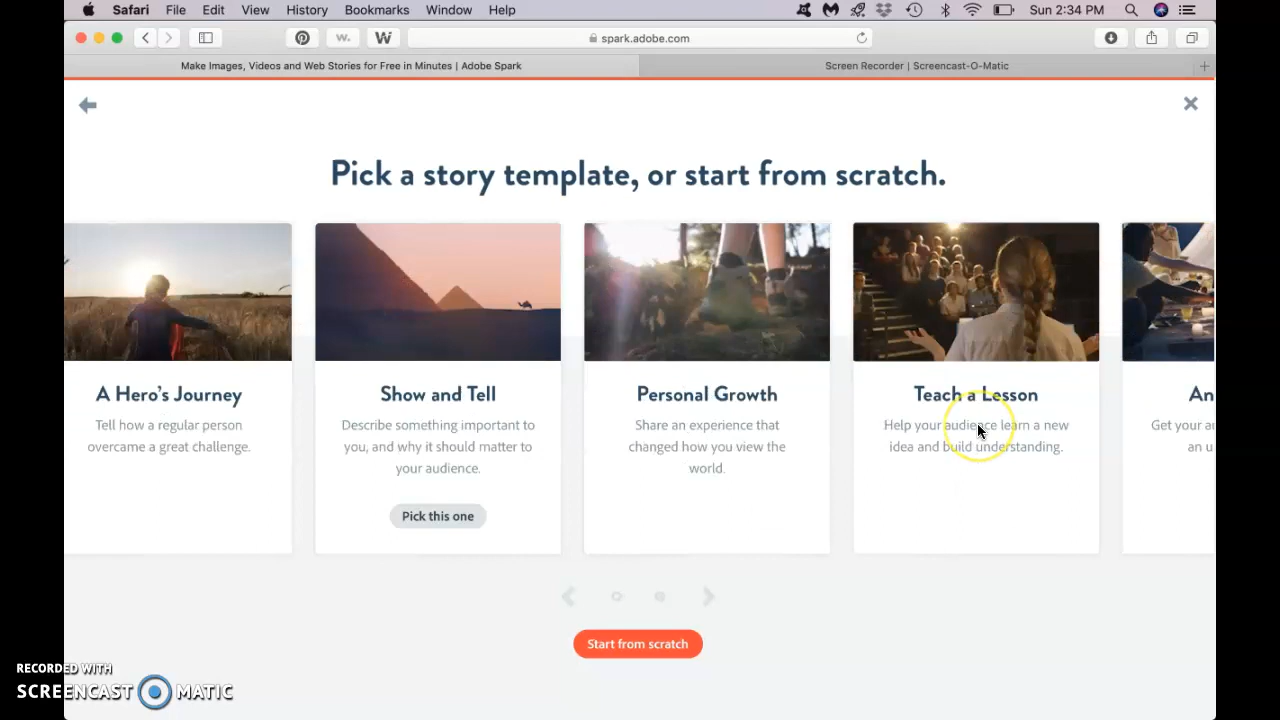 Safari File Edit View History Bookmarks Window Help Sun 2:34 PM
W. W spark.adobe.com
Make Images, Videos and Web Stories for Free in Minutes | Adobe Spark Screen Recorder | Screencast-O-Matic
Pick a story template, or start from scratch.
A Hero's Journey
Tell how a regular person
overcame a great challenge.
Show and Tell
Describe something important to
you, and why it should matter to
your audience.
Pick this one
Personal Growth
Share an experience that
changed how you view the
world.
Teach a Lesson
Help your audience learn a new
idea and build understanding.
An
Get your a
an u
Start from scratch
RECORDED WITH
SCREENCAST MATIC